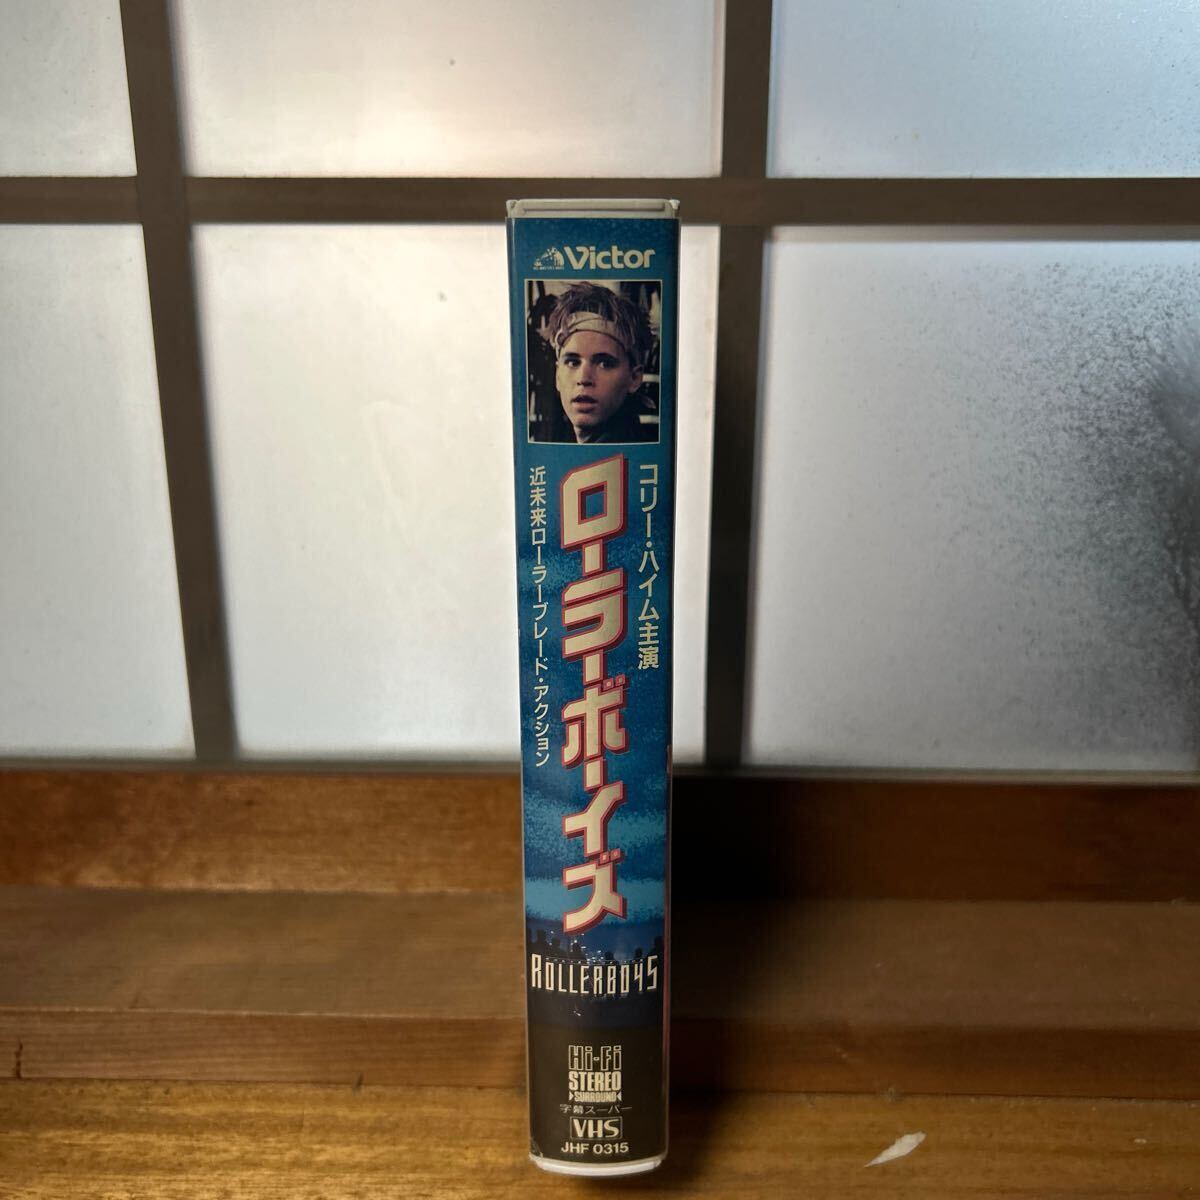 Victor
コリー・ハイム主演
ローラーボーイズ
近未来ローラーブレード・アクション
ROLLERBOYS
Hi-Fi
STEREO
SURROUND
字幕スーパー
VHS
JHF 0315